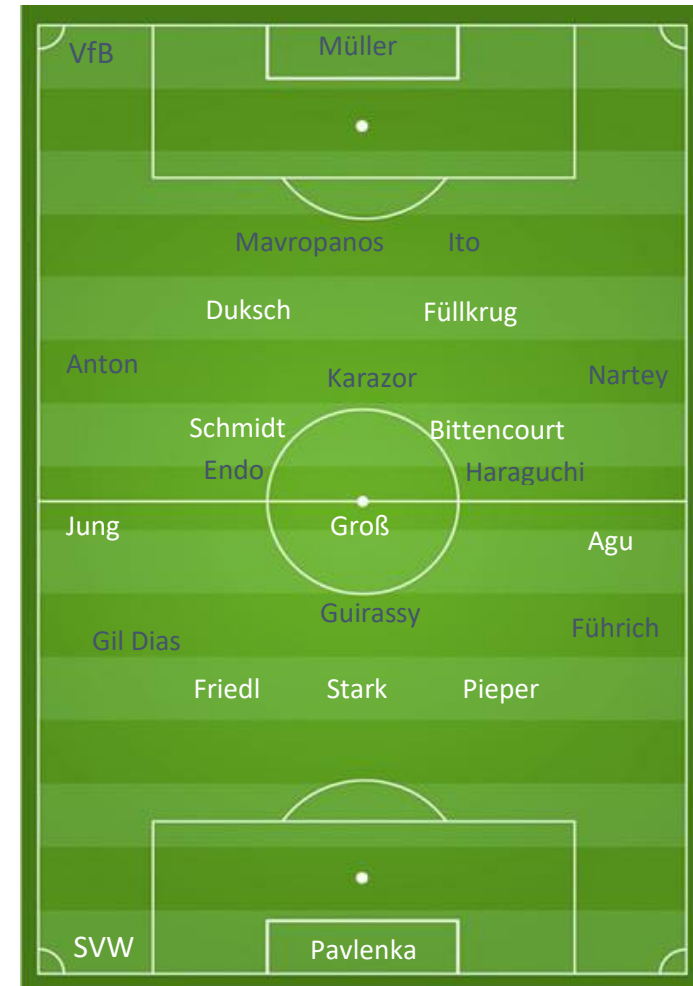 VfB Müller
Mavropanos Ito
Duksch Füllkrug
Anton Karazor Nartey
Schmidt Bittencourt
Endo Haraguchi
Jung Groß Agu
Guirassy
Gil Dias Führich
Friedl Stark Pieper
SVW Pavlenka